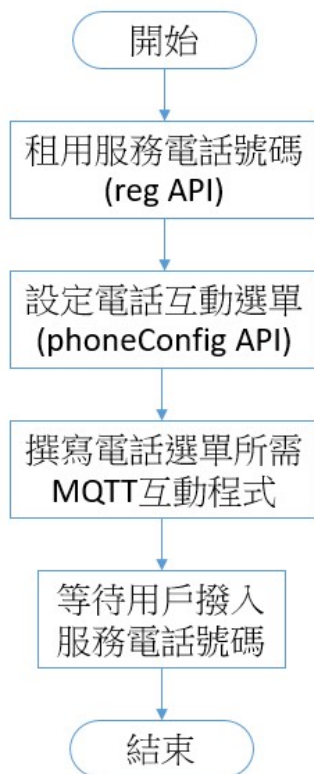 開始
租用服務電話號碼
(reg API)
設定電話互動選單
(phoneConfig API)
撰寫電話選單所需
MQTT互動程式
等待用戶撥入
服務電話號碼
結束